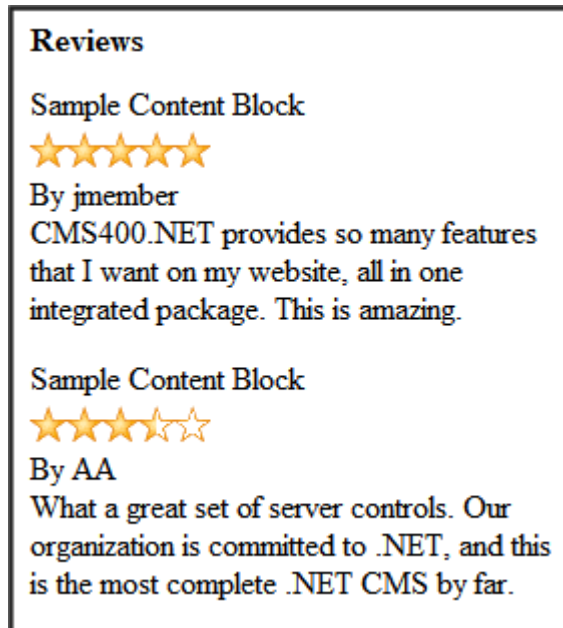 Reviews
Sample Content Block
By jmember
CMS400.NET provides so many features
that I want on my website, all in one
integrated package. This is amazing.
Sample Content Block
By AA
What a great set of server controls. Our
organization is committed to .NET, and this
is the most complete .NET CMS by far.